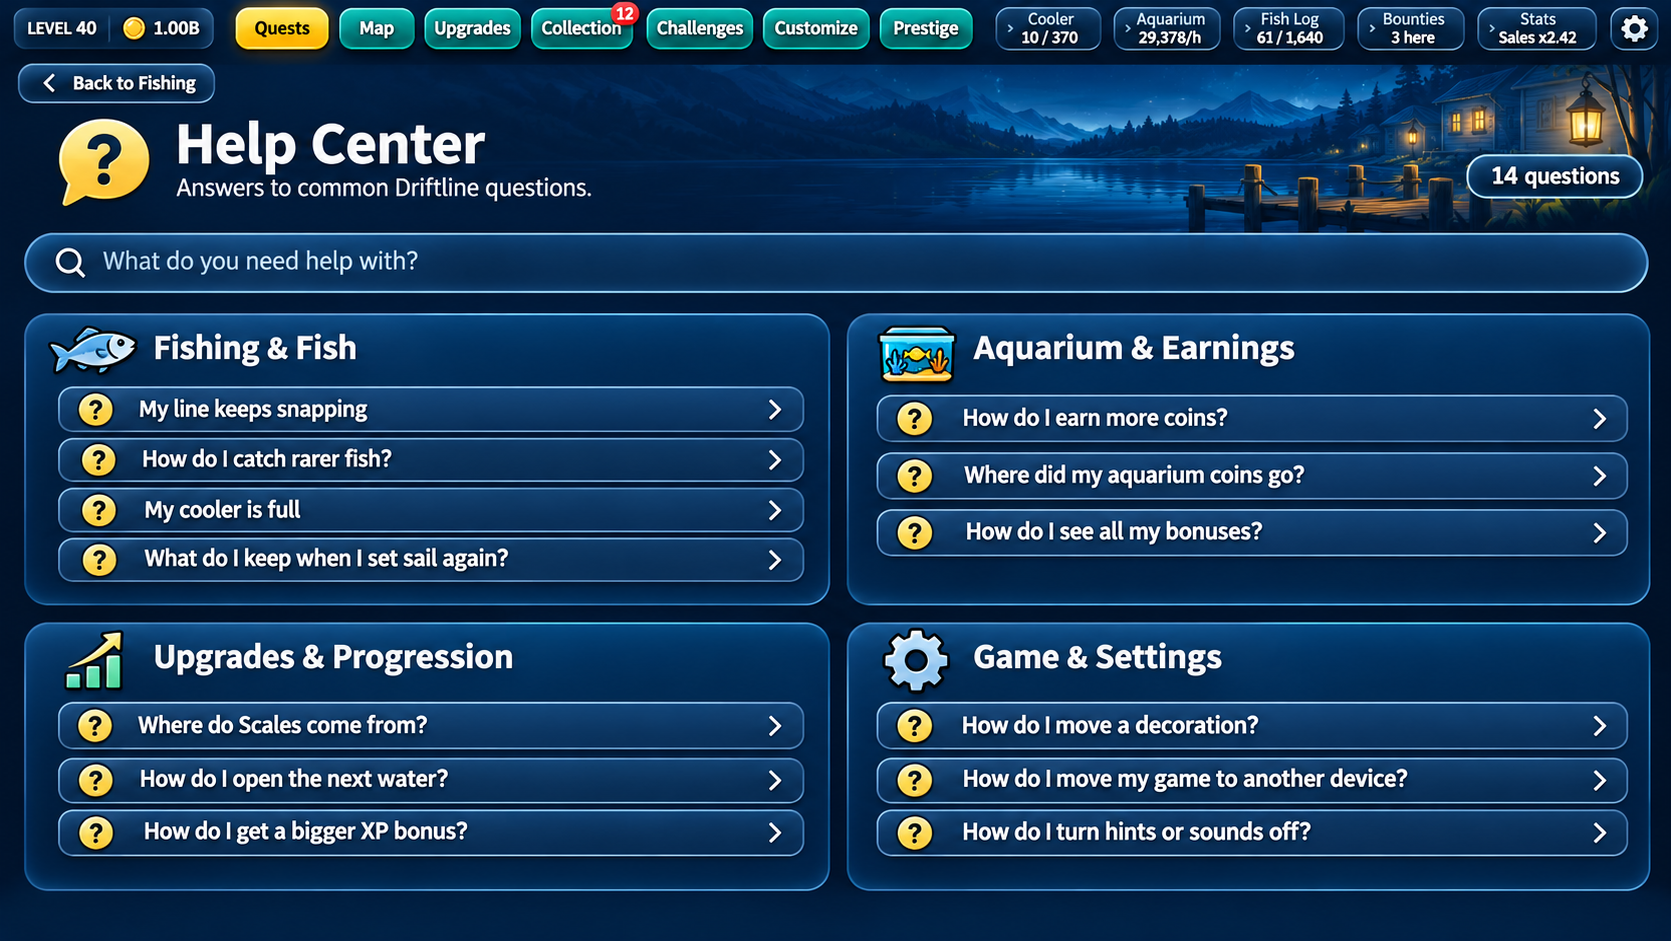 LEVEL 40
1.00B
Quests
Map
Upgrades
Collection
12
Challenges
Customize
Prestige
Cooler
10 / 370
Aquarium
29,378/h
Fish Log
61 / 1,640
Bounties
3 here
Stats
Sales x2.42
Back to Fishing
?
Help Center
Answers to common Driftline questions.
14 questions
What do you need help with?
Fishing & Fish
? My line keeps snapping
? How do I catch rarer fish?
? My cooler is full
? What do I keep when I set sail again?
Aquarium & Earnings
? How do I earn more coins?
? Where did my aquarium coins go?
? How do I see all my bonuses?
Upgrades & Progression
? Where do Scales come from?
? How do I open the next water?
? How do I get a bigger XP bonus?
Game & Settings
? How do I move a decoration?
? How do I move my game to another device?
? How do I turn hints or sounds off?